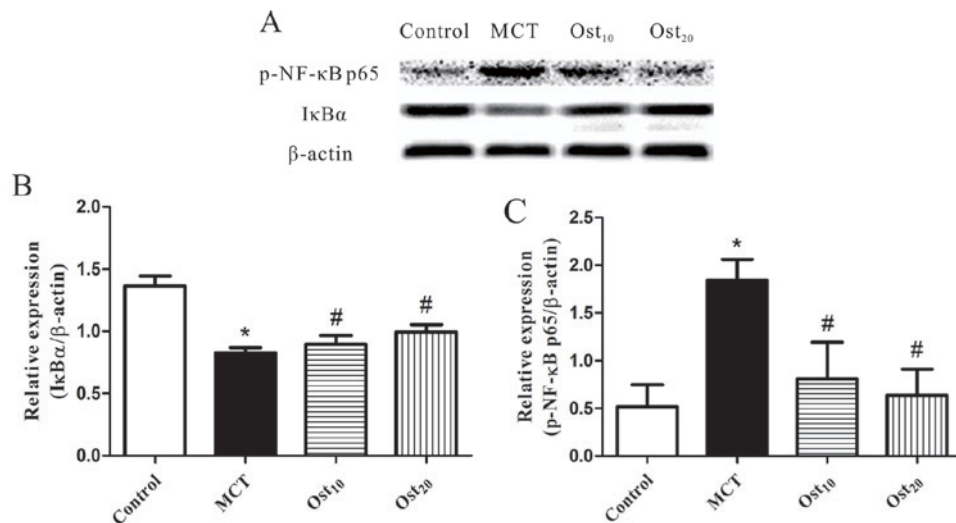 A
Control MCT Ost₁₀ Ost₂₀
p-NF-κB p65
IκBα
β-actin
B
Relative expression
(IκBα/β-actin)
2.0
1.5
1.0
0.5
0.0
*
#
#
Control MCT Ost₁₀ Ost₂₀
C
Relative expression
(p-NF-κB p65/β-actin)
2.5
2.0
1.5
1.0
0.5
0.0
*
#
#
Control MCT Ost₁₀ Ost₂₀